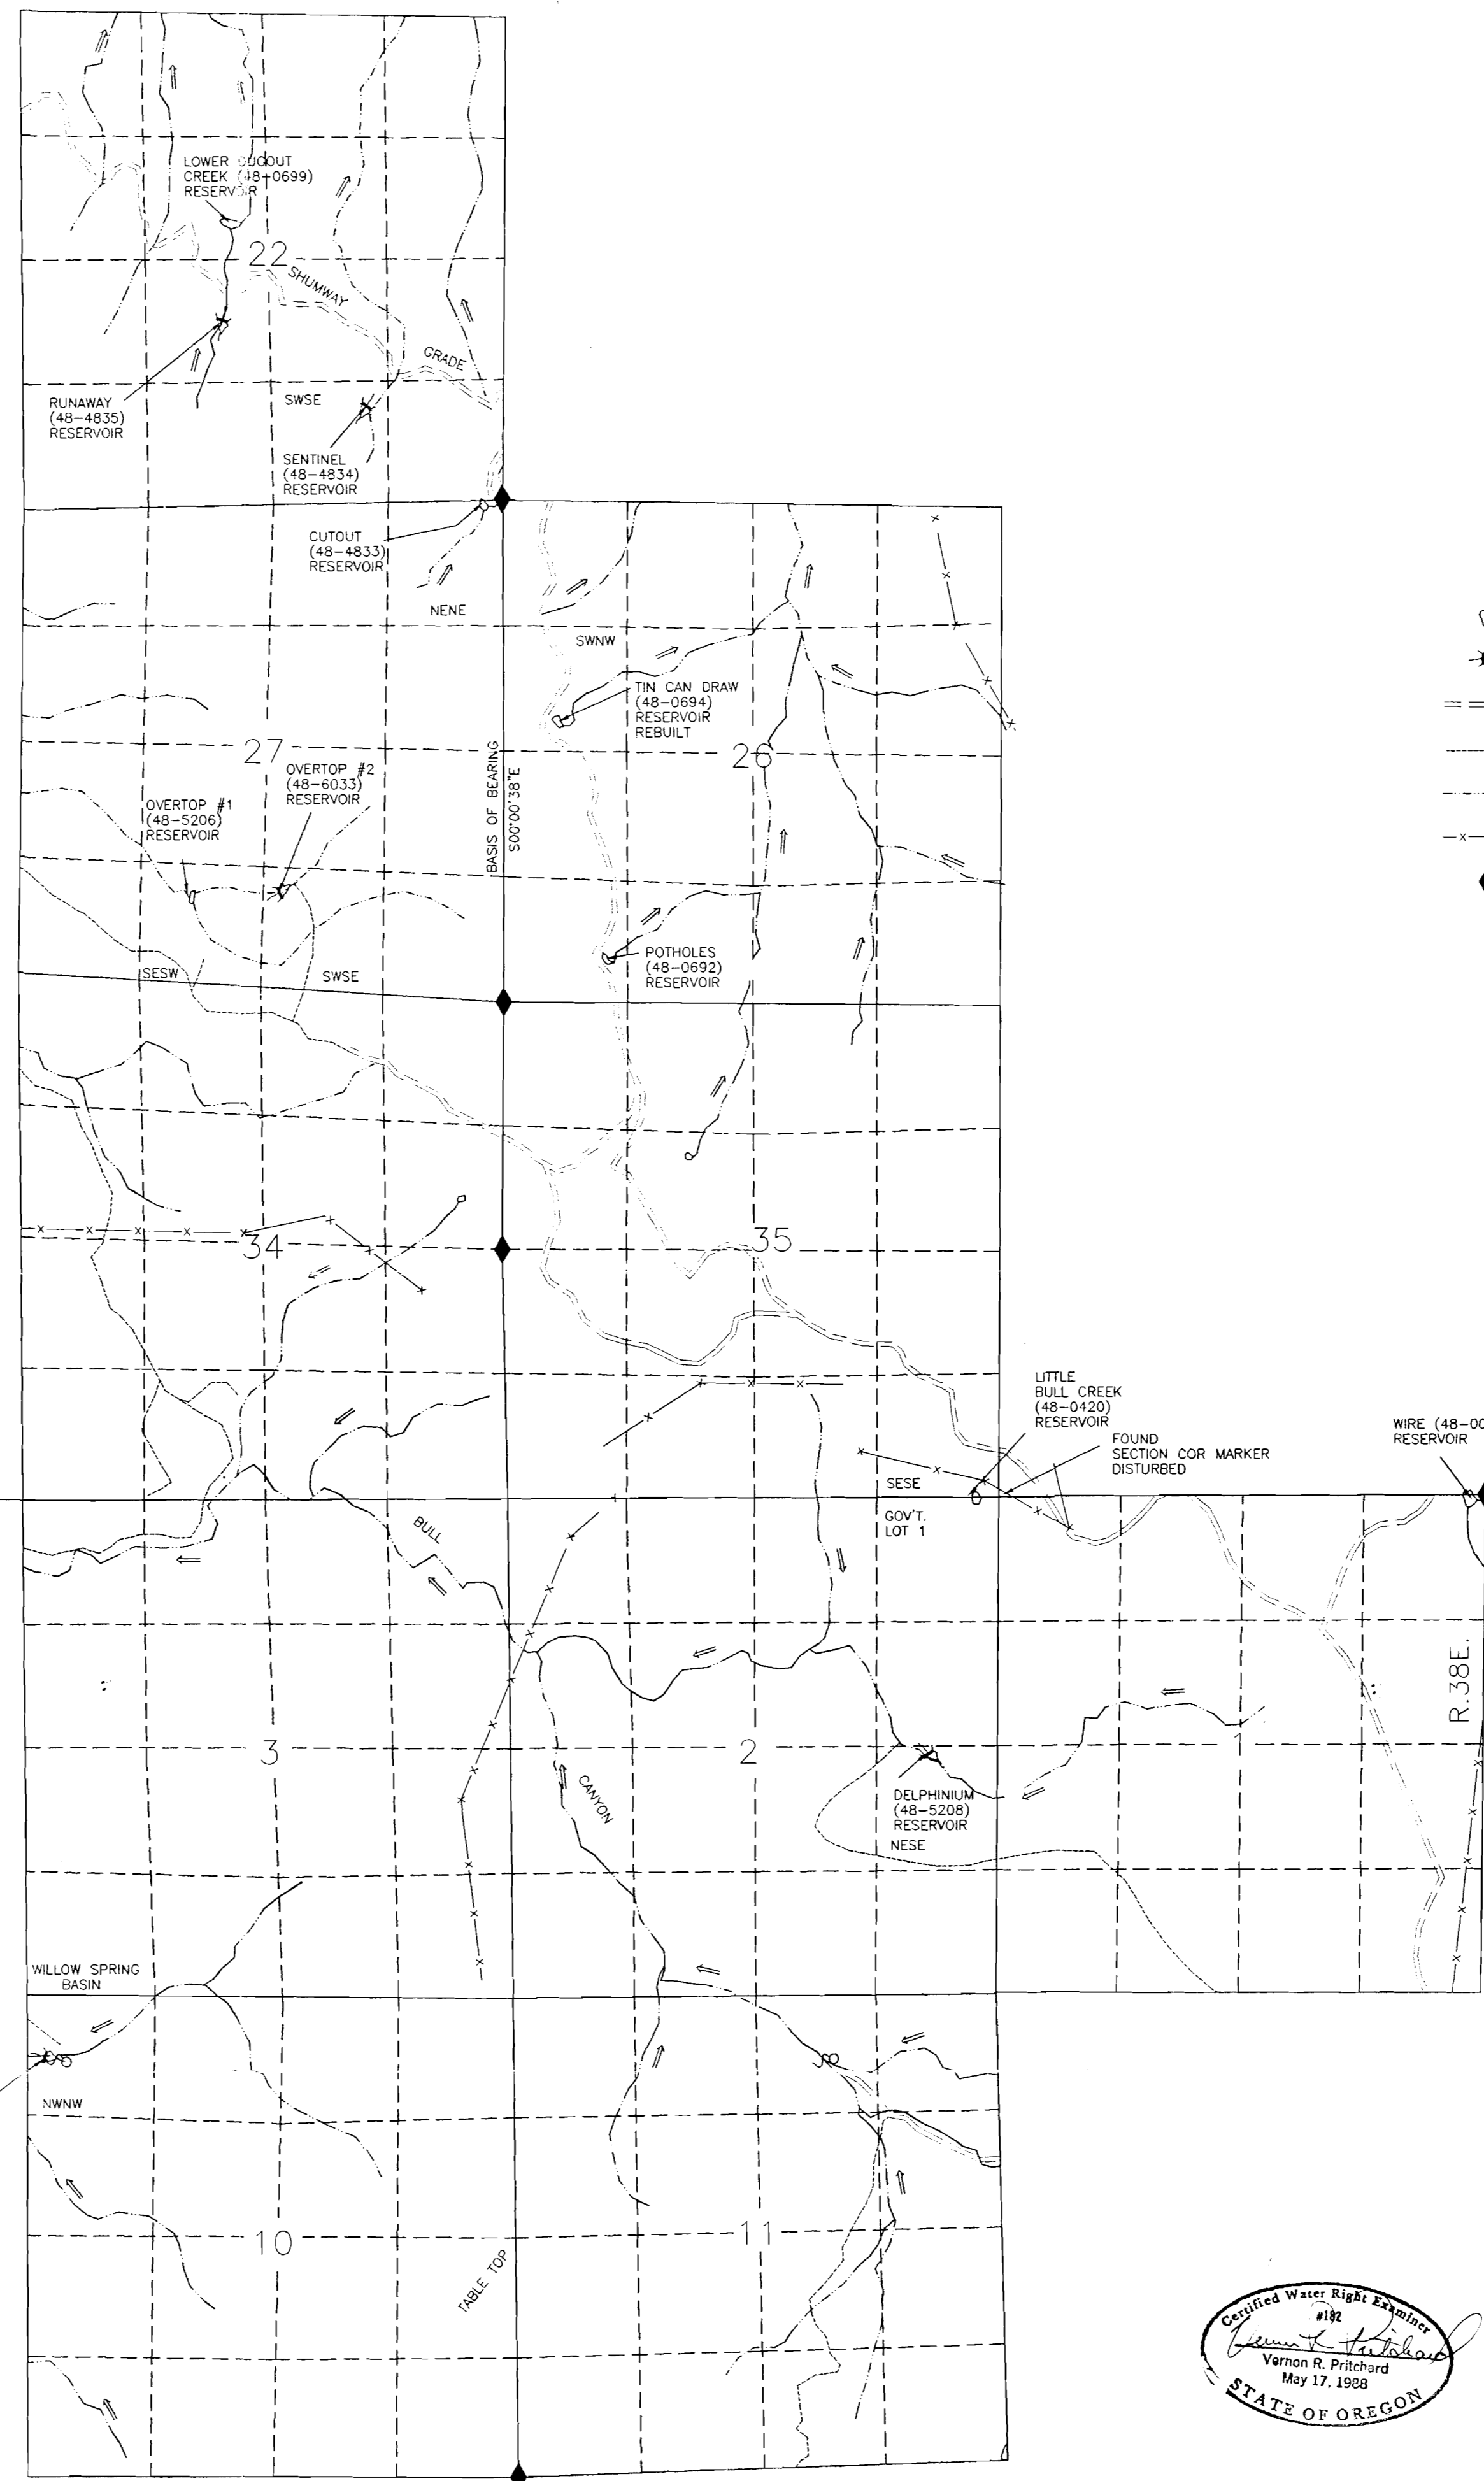 LOWER DUGOUT
CREEK (48-0699)
RESERVOIR
22
SHUMWAY
GRADE
RUNAWAY
(48-4835)
RESERVOIR
SWSE
SENTINEL
(48-4834)
RESERVOIR
CUTOUT
(48-4833)
RESERVOIR
NENE
SWNW
TIN CAN DRAW
(48-0694)
RESERVOIR
REBUILT
27
26
BASIS OF BEARING
S00°00'38"E
OVERTOP #2
(48-6033)
RESERVOIR
OVERTOP #1
(48-5206)
RESERVOIR
POTHOLES
(48-0692)
RESERVOIR
SESW
SWSE
34
35
LITTLE
BULL CREEK
(48-0420)
RESERVOIR
FOUND
SECTION COR MARKER
DISTURBED
WIRE (48-00
RESERVOIR
SESE
GOV'T.
LOT 1
BULL
R.38E.
3
2
1
CANYON
DELPHINIUM
(48-5208)
RESERVOIR
NESE
WILLOW SPRING
BASIN
NWNW
10
11
TABLE TOP
Certified Water Right Examiner
#182
Vernon R. Pritchard
Vernon R. Pritchard
May 17, 1988
STATE OF OREGON